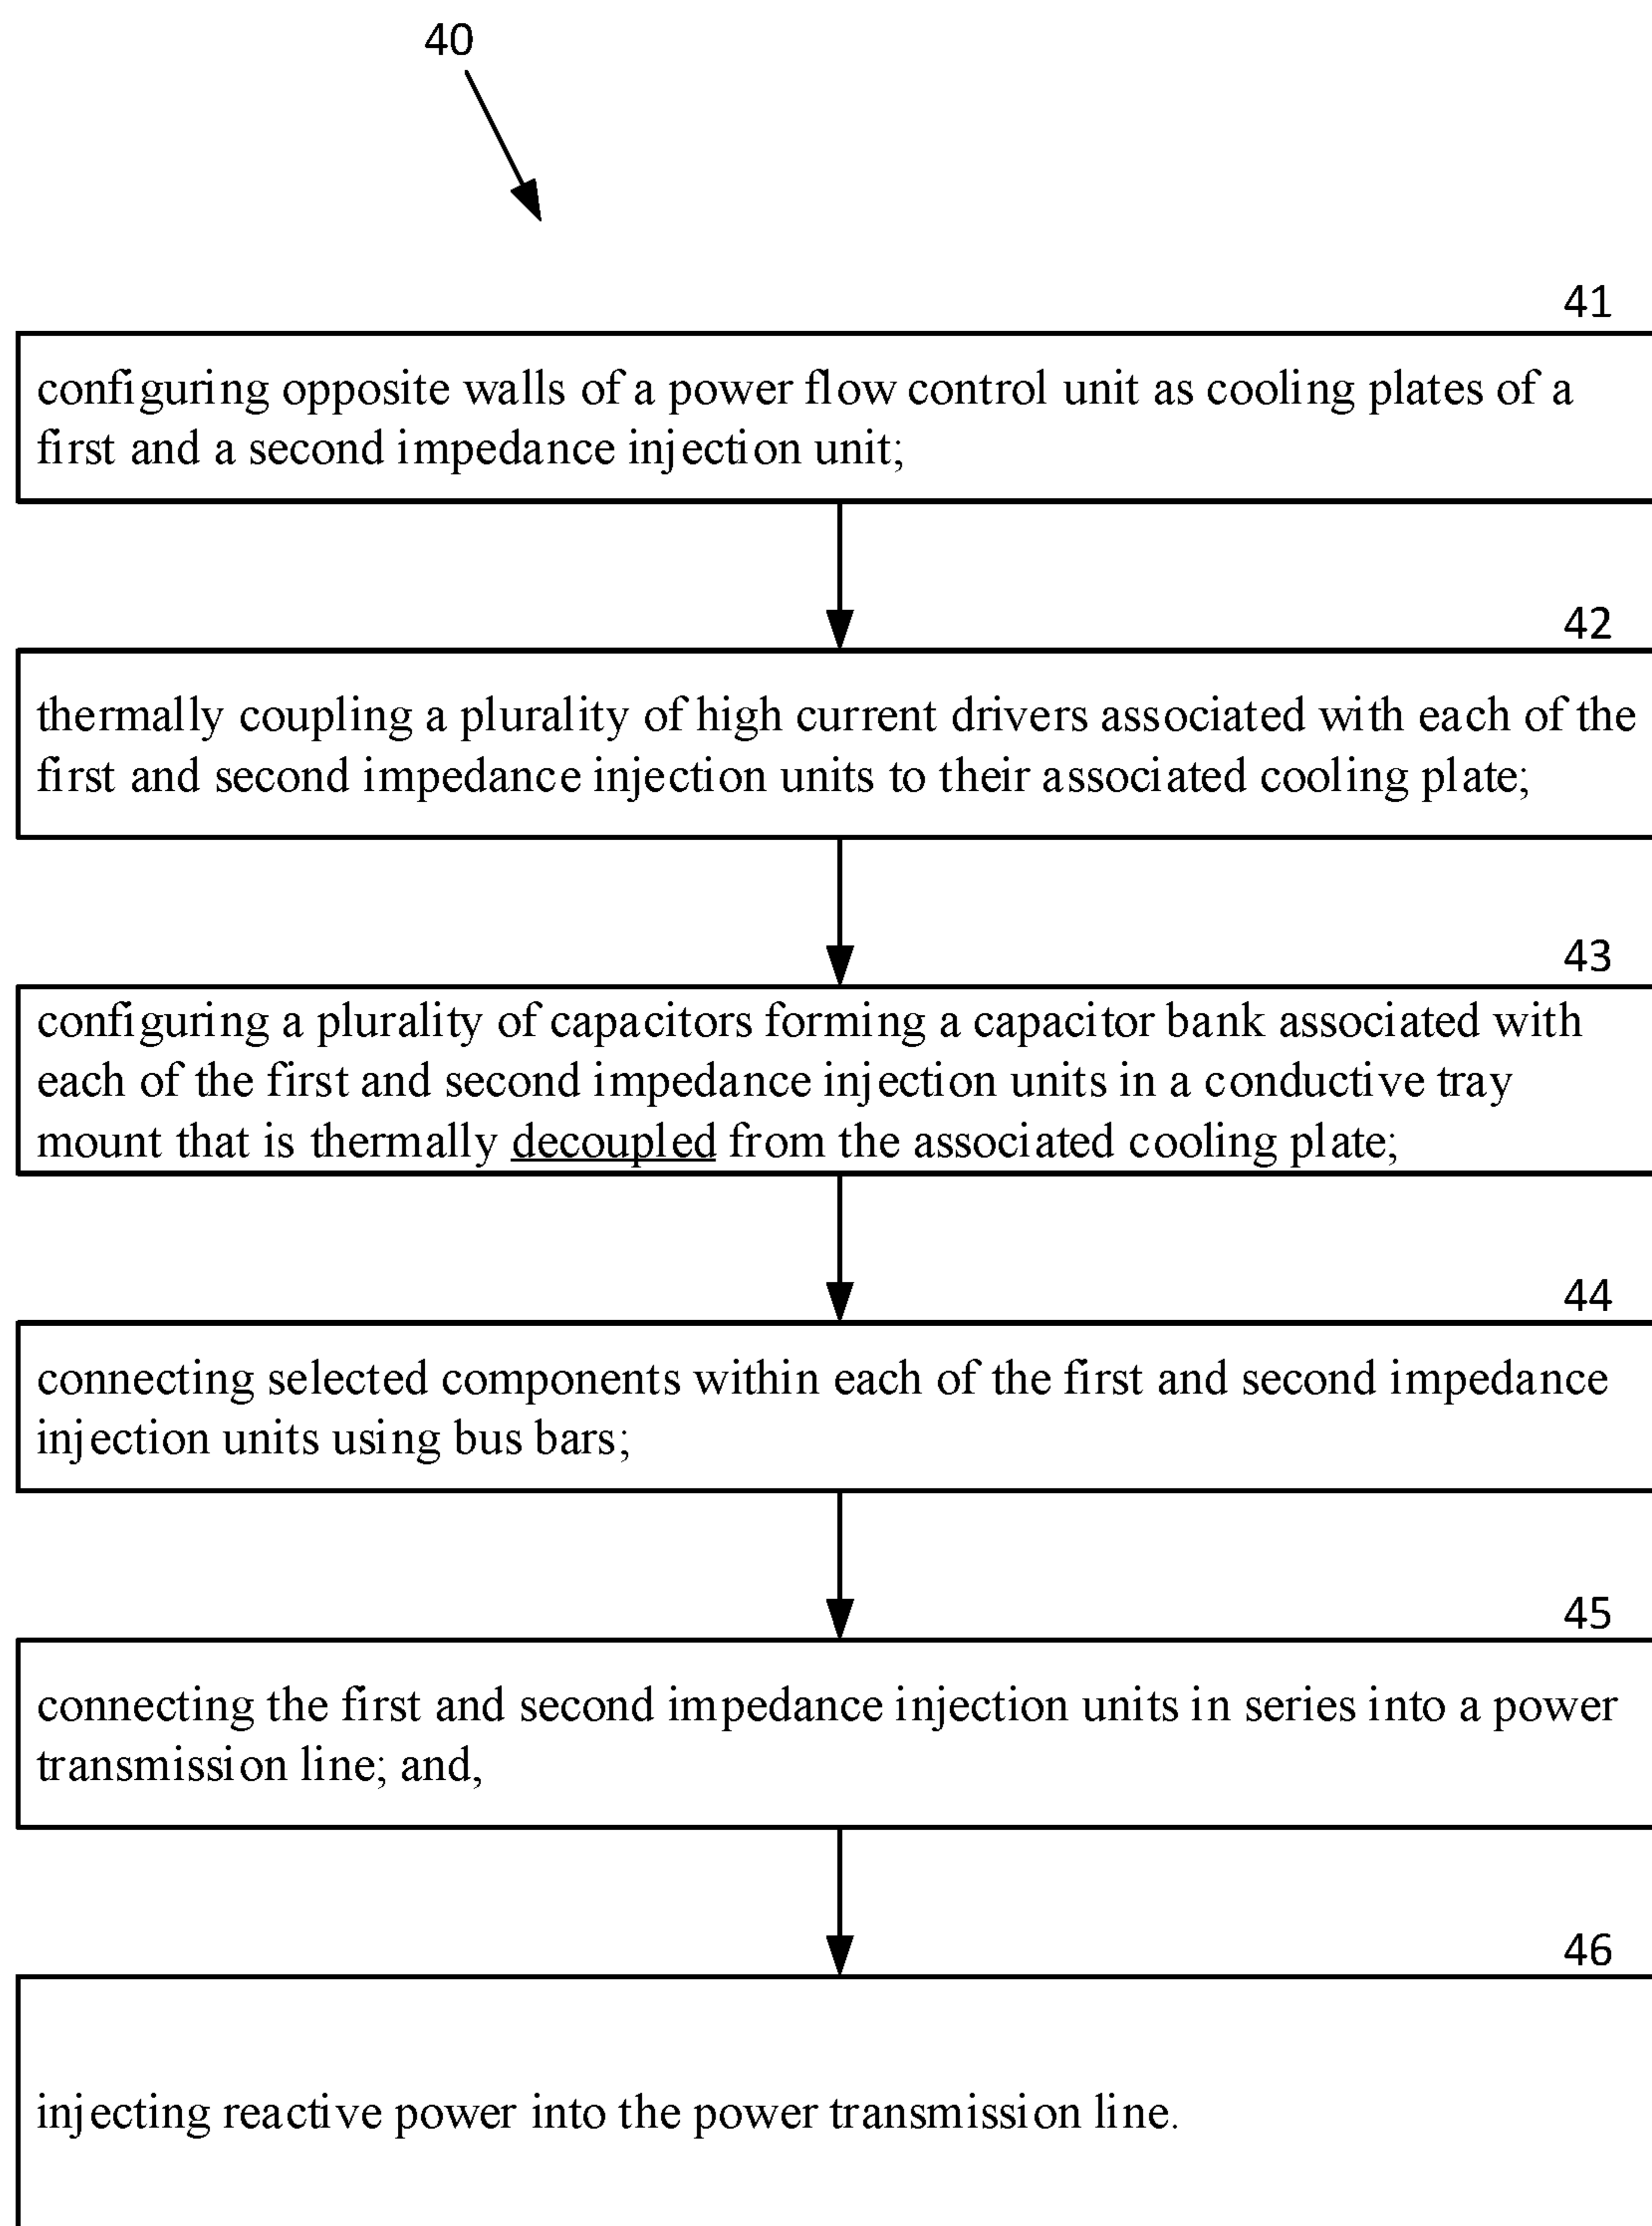 40
41
configuring opposite walls of a power flow control unit as cooling plates of a
first and a second impedance injection unit;
42
thermally coupling a plurality of high current drivers associated with each of the
first and second impedance injection units to their associated cooling plate;
43
configuring a plurality of capacitors forming a capacitor bank associated with
each of the first and second impedance injection units in a conductive tray
mount that is thermally decoupled from the associated cooling plate;
44
connecting selected components within each of the first and second impedance
injection units using bus bars;
45
connecting the first and second impedance injection units in series into a power
transmission line; and,
46
injecting reactive power into the power transmission line.